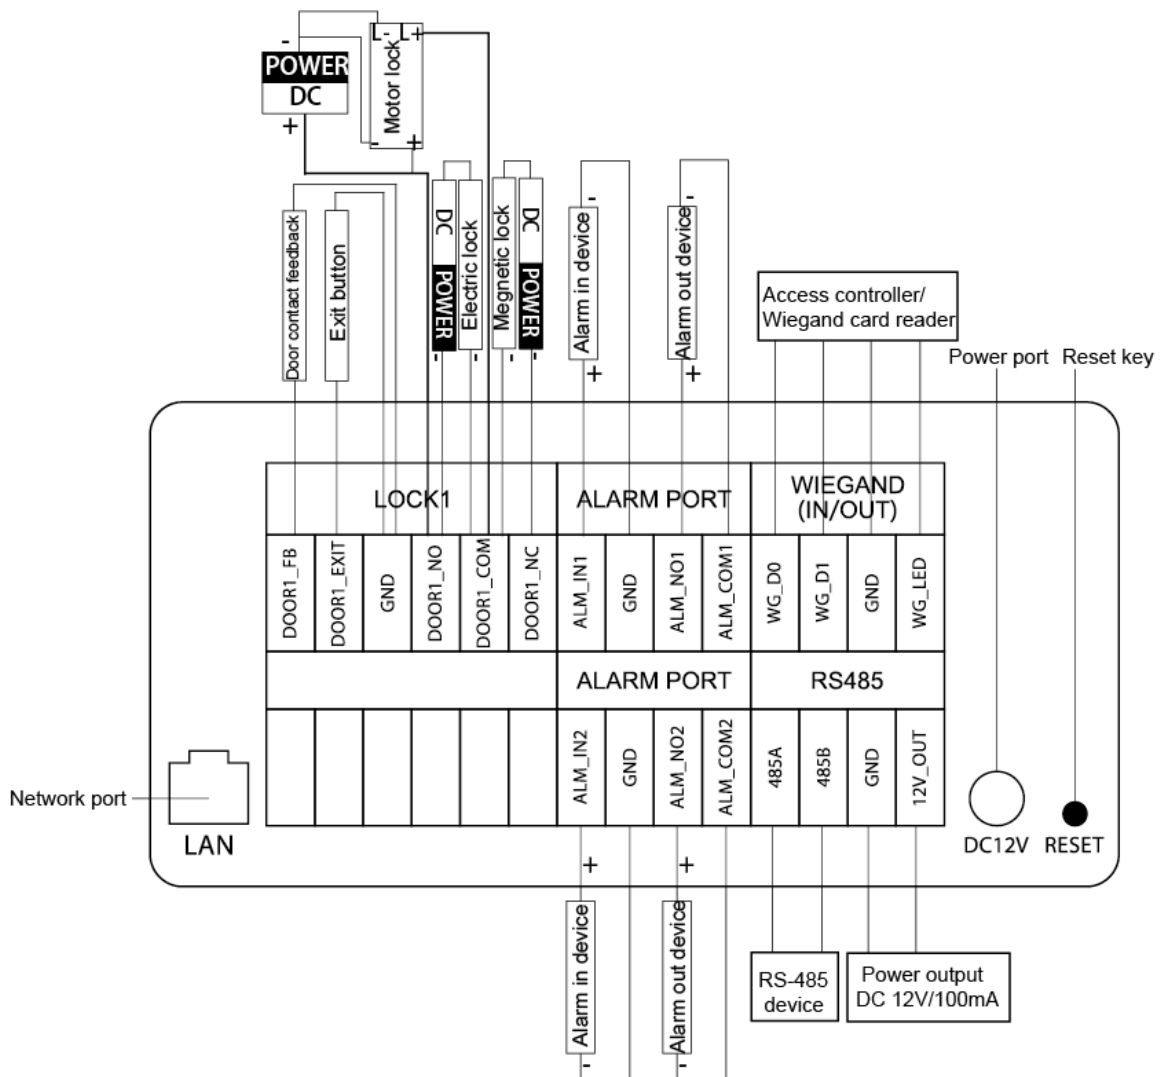 L- L+
-
POWER
DC
+
Motor lock
-
+
Door contact feedback
Exit button
DC POWER
-
Electric lock
-
Megnetic lock
-
DC POWER
-
-
Alarm in device
+
-
Alarm out device
+
Access controller/
Wiegand card reader
Power port
Reset key
LOCK1
ALARM PORT
WIEGAND
(IN/OUT)
DOOR1_FB
DOOR1_EXIT
GND
DOOR1_NO
DOOR1_COM
DOOR1_NC
ALM_IN1
GND
ALM_NO1
ALM_COM1
WG_D0
WG_D1
GND
WG_LED
ALARM PORT
RS485
ALM_IN2
GND
ALM_NO2
ALM_COM2
485A
485B
GND
12V_OUT
Network port
LAN
DC12V
RESET
+
Alarm in device
-
+
Alarm out device
-
RS-485
device
Power output
DC 12V/100mA